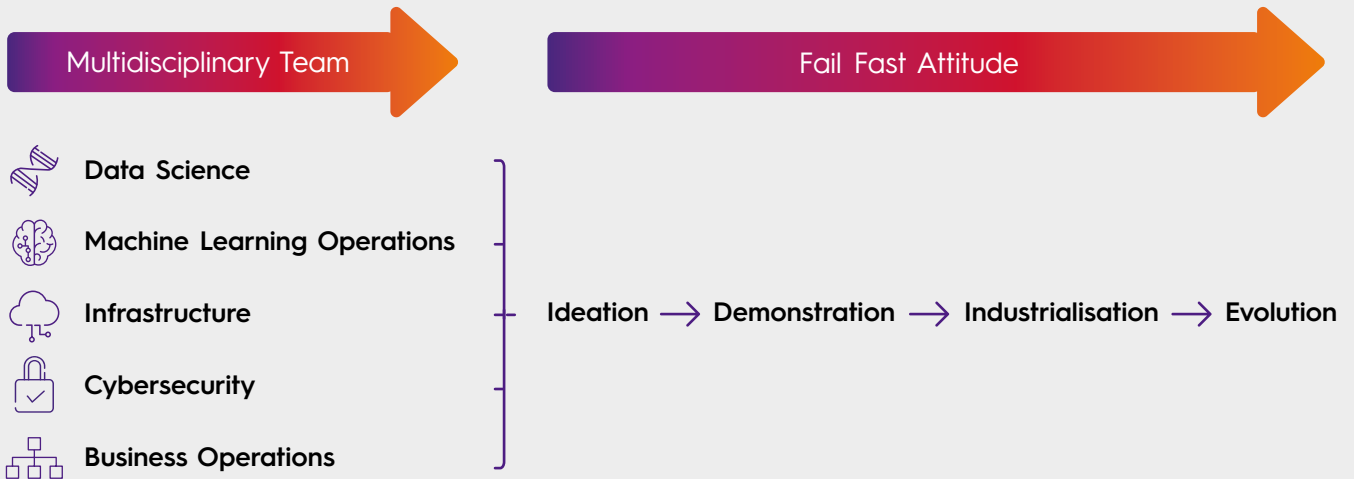 Multidisciplinary Team
Fail Fast Attitude
Data Science
Machine Learning Operations
Infrastructure
Cybersecurity
Business Operations
Ideation → Demonstration → Industrialisation → Evolution